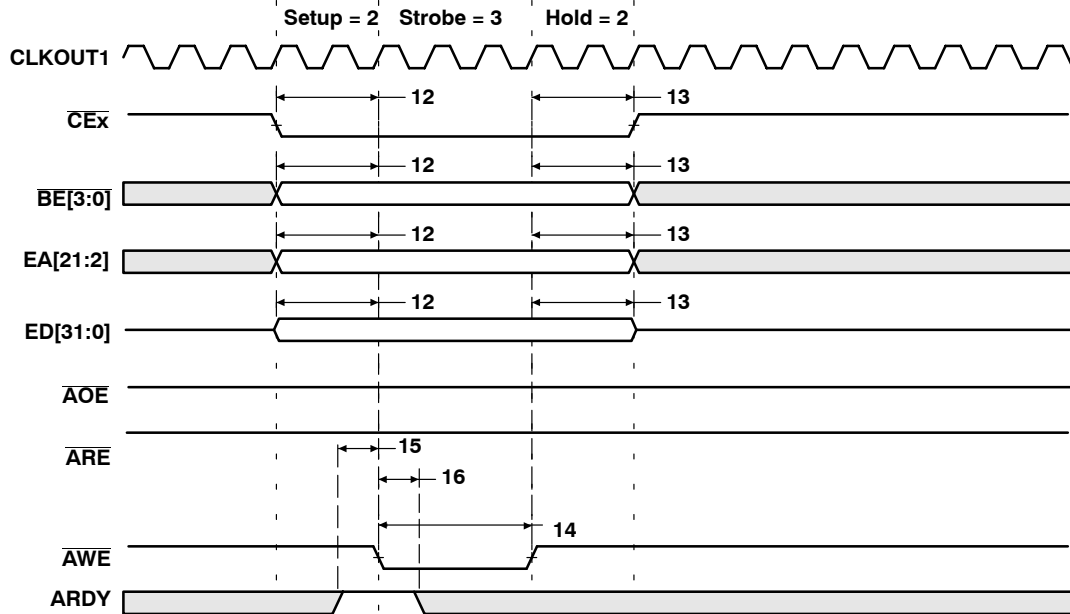 Setup = 2 Strobe = 3 Hold = 2
CLKOUT1
12 13
CEx
12 13
BE[3:0]
12 13
EA[21:2]
12 13
ED[31:0]
AOE
15
ARE
16
14
AWE
ARDY